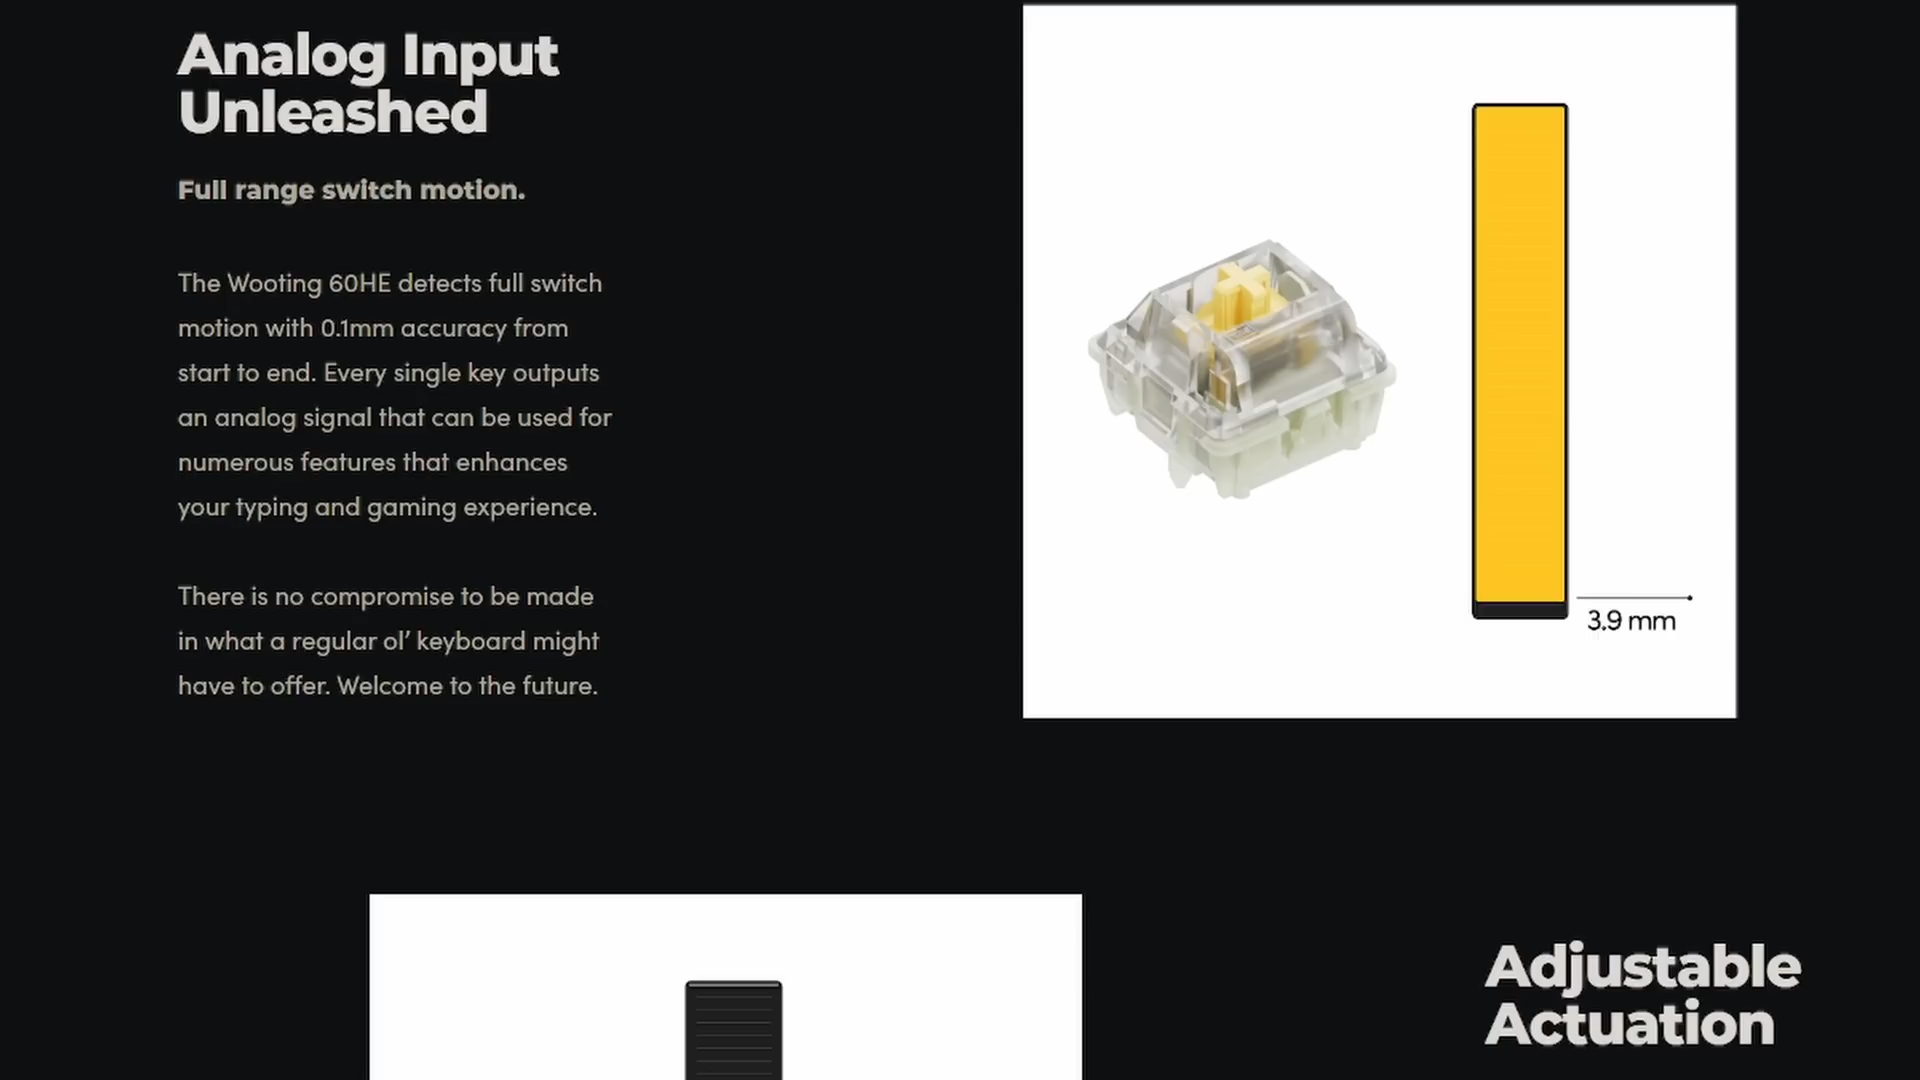 Analog Input
Unleashed
Full range switch motion.
The Wooting 60HE detects full switch
motion with 0.1mm accuracy from
start to end. Every single key outputs
an analog signal that can be used for
numerous features that enhances
your typing and gaming experience.
There is no compromise to be made
in what a regular ol’ keyboard might
have to offer. Welcome to the future.
3.9 mm
Adjustable
Actuation